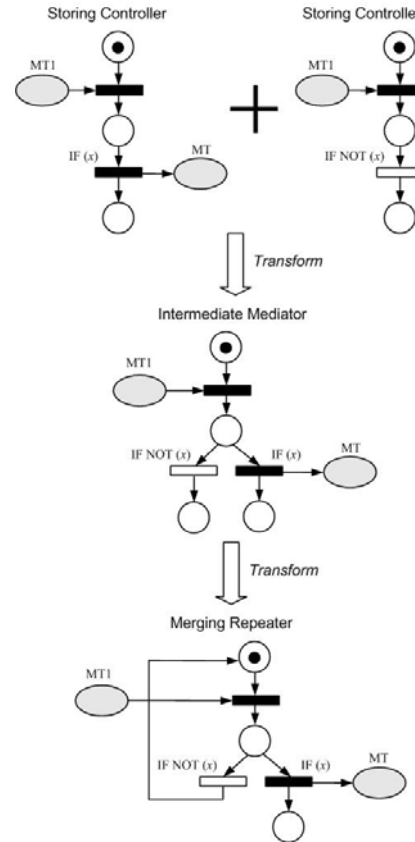 Storing Controller
Storing Controlle
MT1
MT1
IF (x)
MT
IF NOT (x)
Transform
Intermediate Mediator
MT1
IF NOT (x)
IF (x)
MT
Transform
Merging Repeater
MT1
IF NOT (x)
IF (x)
MT